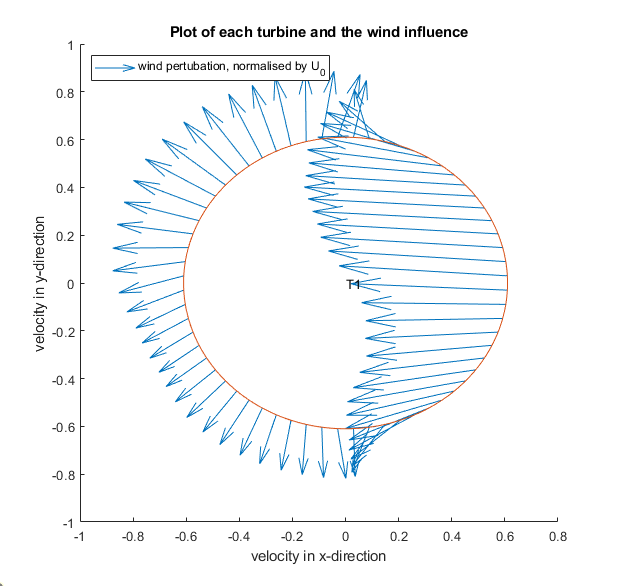 Plot of each turbine and the wind influence
wind pertubation, normalised by U0
1
0.8
0.6
0.4
0.2
0
-0.2
-0.4
-0.6
-0.8
-1
velocity in y-direction
T1
-1 -0.8 -0.6 -0.4 -0.2 0 0.2 0.4 0.6 0.8
velocity in x-direction